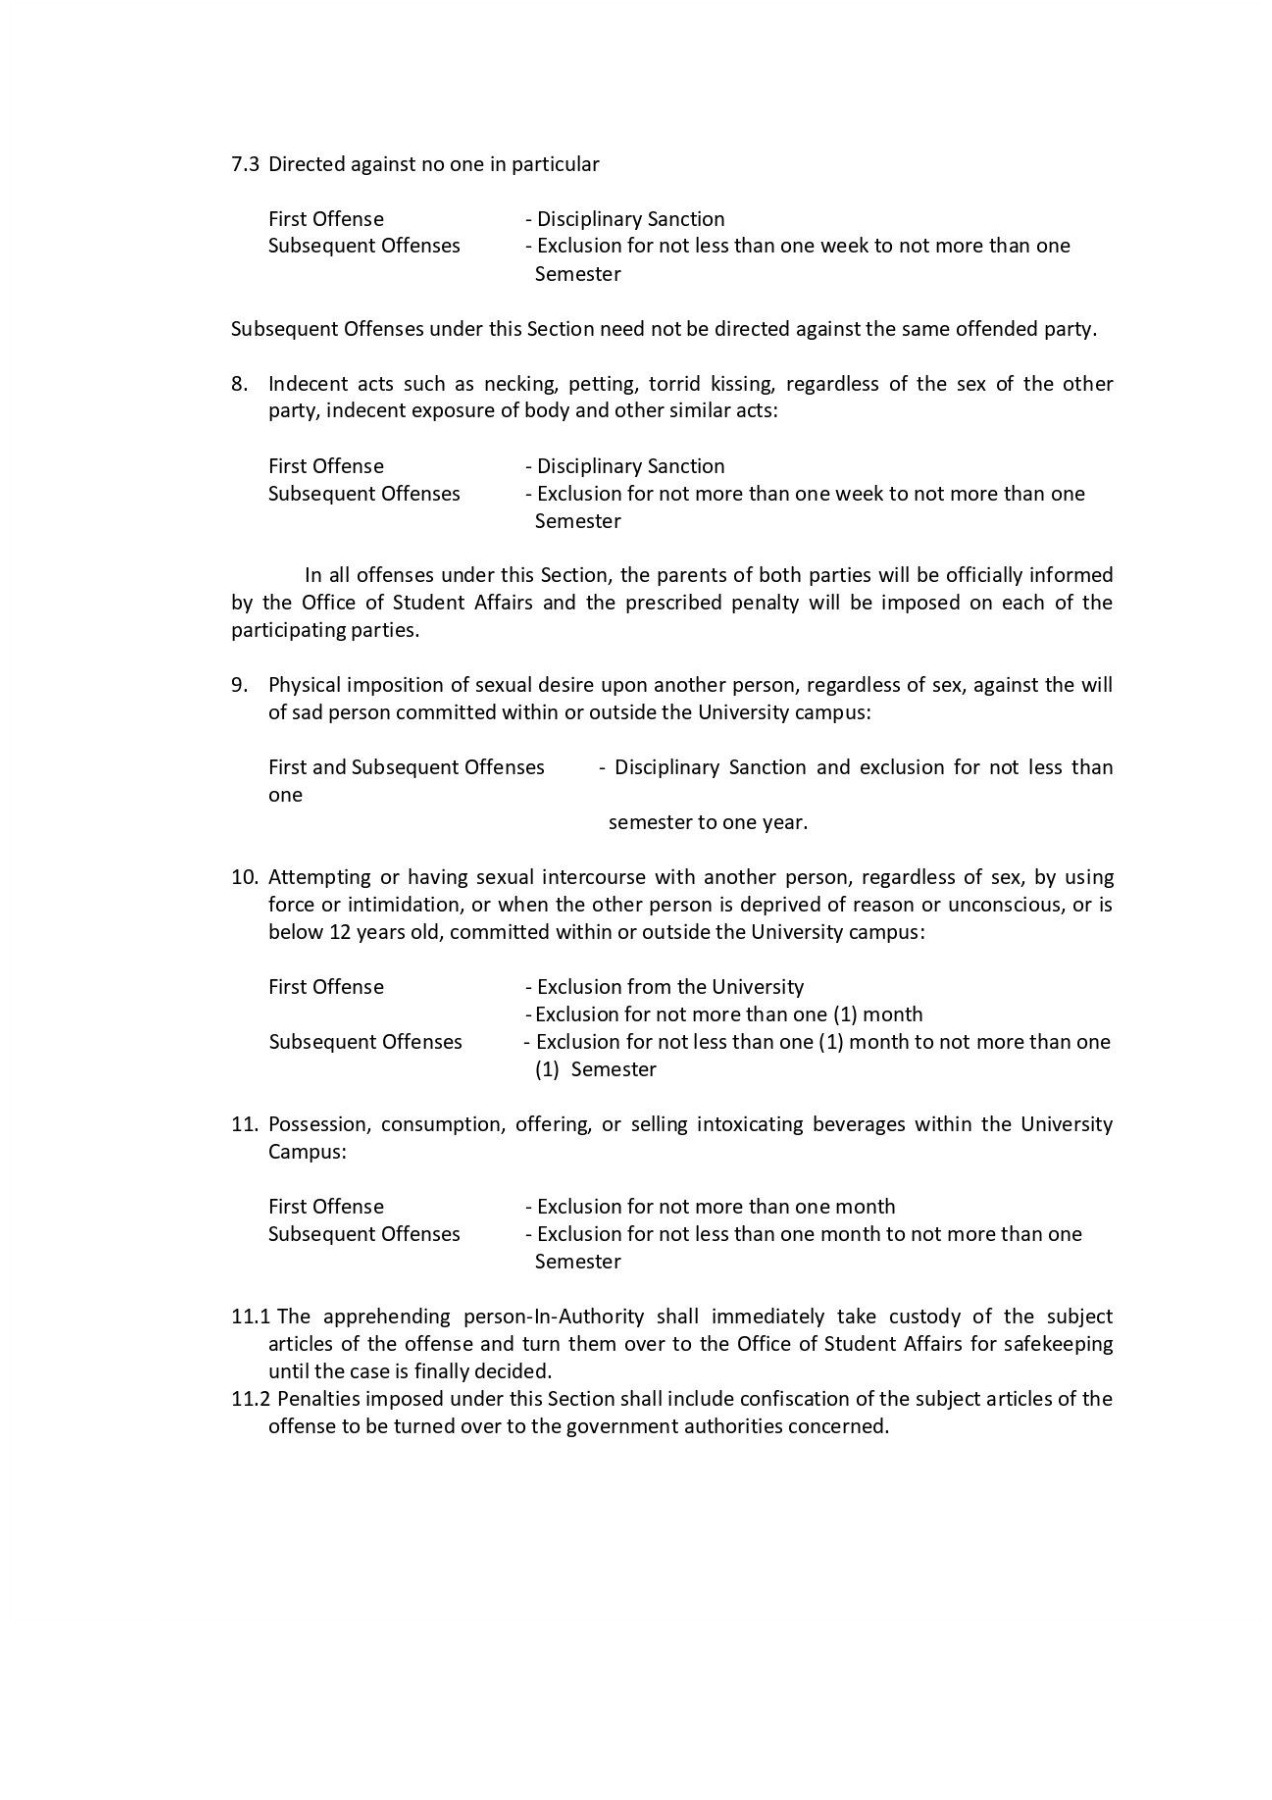 7.3 Directed against no one in particular
First Offense - Disciplinary Sanction
Subsequent Offenses - Exclusion for not less than one week to not more than one
Semester
Subsequent Offenses under this Section need not be directed against the same offended party.
8. Indecent acts such as necking, petting, torrid kissing, regardless of the sex of the other
party, indecent exposure of body and other similar acts:
First Offense - Disciplinary Sanction
Subsequent Offenses - Exclusion for not more than one week to not more than one
Semester
In all offenses under this Section, the parents of both parties will be officially informed
by the Office of Student Affairs and the prescribed penalty will be imposed on each of the
participating parties.
9. Physical imposition of sexual desire upon another person, regardless of sex, against the will
of sad person committed within or outside the University campus:
First and Subsequent Offenses - Disciplinary Sanction and exclusion for not less than
one
semester to one year.
10. Attempting or having sexual intercourse with another person, regardless of sex, by using
force or intimidation, or when the other person is deprived of reason or unconscious, or is
below 12 years old, committed within or outside the University campus:
First Offense - Exclusion from the University
- Exclusion for not more than one (1) month
Subsequent Offenses - Exclusion for not less than one (1) month to not more than one
(1) Semester
11. Possession, consumption, offering, or selling intoxicating beverages within the University
Campus:
First Offense - Exclusion for not more than one month
Subsequent Offenses - Exclusion for not less than one month to not more than one
Semester
11.1 The apprehending person-In-Authority shall immediately take custody of the subject
articles of the offense and turn them over to the Office of Student Affairs for safekeeping
until the case is finally decided.
11.2 Penalties imposed under this Section shall include confiscation of the subject articles of the
offense to be turned over to the government authorities concerned.